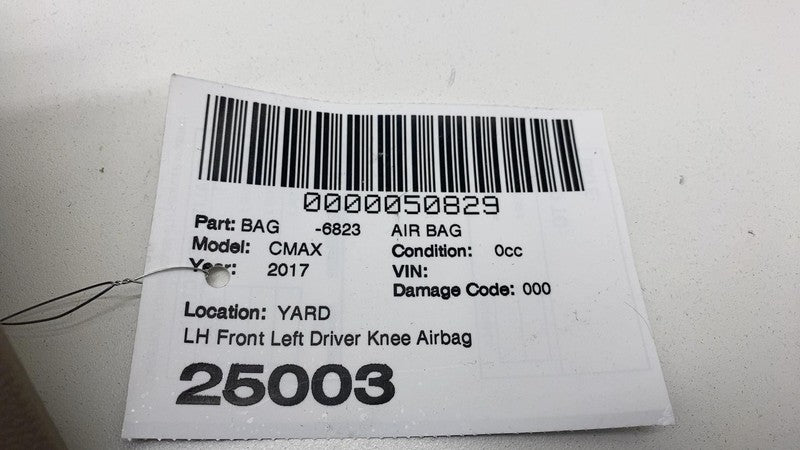 0000050829
Part: BAG -6823 AIR BAG
Model: CMAX Condition: 0cc
Year: 2017 VIN:
Damage Code: 000
Location: YARD
LH Front Left Driver Knee Airbag
25003